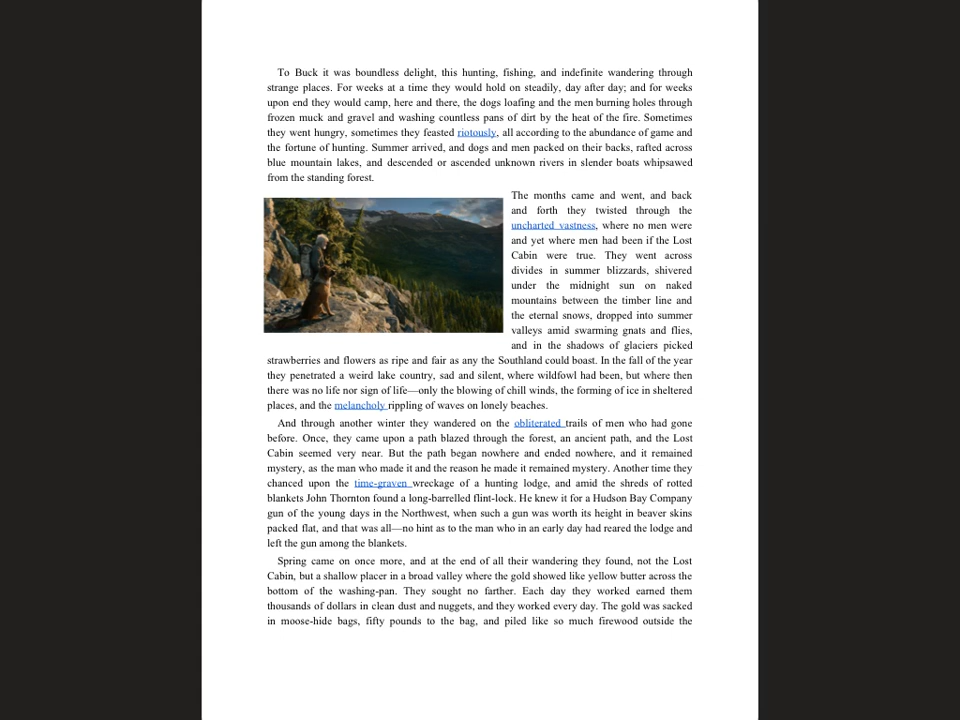 To Buck it was boundless delight, this hunting, fishing, and indefinite wandering through
strange places. For weeks at a time they would hold on steadily, day after day; and for weeks
upon end they would camp, here and there, the dogs loafing and the men burning holes through
frozen muck and gravel and washing countless pans of dirt by the heat of the fire. Sometimes
they went hungry, sometimes they feasted riotously, all according to the abundance of game and
the fortune of hunting. Summer arrived, and dogs and men packed on their backs, rafted across
blue mountain lakes, and descended or ascended unknown rivers in slender boats whipsawed
from the standing forest.
The months came and went, and back
and forth they twisted through the
uncharted vastness, where no men were
and yet where men had been if the Lost
Cabin were true. They went across
divides in summer blizzards, shivered
under the midnight sun on naked
mountains between the timber line and
the eternal snows, dropped into summer
valleys amid swarming gnats and flies,
and in the shadows of glaciers picked
strawberries and flowers as ripe and fair as any the Southland could boast. In the fall of the year
they penetrated a weird lake country, sad and silent, where wildfowl had been, but where then
there was no life nor sign of life—only the blowing of chill winds, the forming of ice in sheltered
places, and the melancholy rippling of waves on lonely beaches.
And through another winter they wandered on the obliterated trails of men who had gone
before. Once, they came upon a path blazed through the forest, an ancient path, and the Lost
Cabin seemed very near. But the path began nowhere and ended nowhere, and it remained
mystery, as the man who made it and the reason he made it remained mystery. Another time they
chanced upon the time-graven wreckage of a hunting lodge, and amid the shreds of rotted
blankets John Thornton found a long-barrelled flint-lock. He knew it for a Hudson Bay Company
gun of the young days in the Northwest, when such a gun was worth its height in beaver skins
packed flat, and that was all—no hint as to the man who in an early day had reared the lodge and
left the gun among the blankets.
Spring came on once more, and at the end of all their wandering they found, not the Lost
Cabin, but a shallow placer in a broad valley where the gold showed like yellow butter across the
bottom of the washing-pan. They sought no farther. Each day they worked earned them
thousands of dollars in clean dust and nuggets, and they worked every day. The gold was sacked
in moose-hide bags, fifty pounds to the bag, and piled like so much firewood outside the